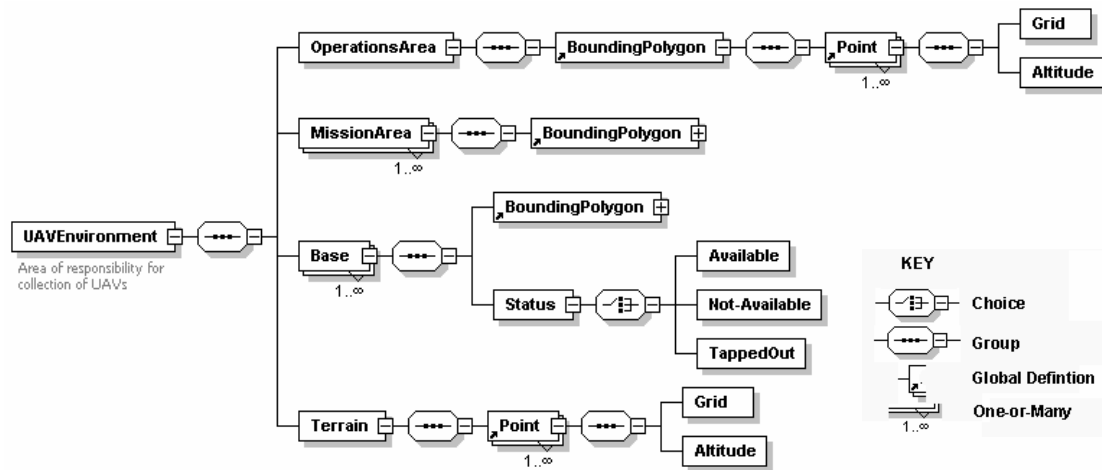 Grid
OperationsArea
BoundingPolygon
Point
1..∞
Altitude
MissionArea
BoundingPolygon
1..∞
BoundingPolygon
UAVEnvironment
Area of responsibility for
collection of UAVs
Base
1..∞
Available
Status
Not-Available
TappedOut
KEY
Choice
Group
Global Defintion
One-or-Many
1..∞
Grid
Terrain
Point
1..∞
Altitude